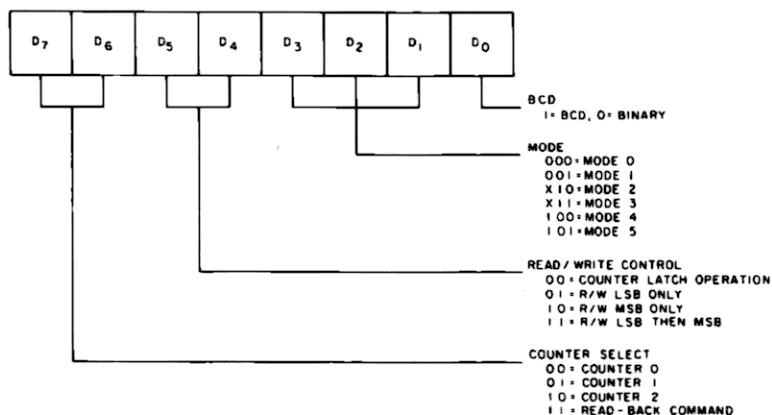 D7 D6 D5 D4 D3 D2 D1 D0
BCD
1= BCD, 0= BINARY
MODE
000=MODE 0
001=MODE 1
X10=MODE 2
X11=MODE 3
100=MODE 4
101=MODE 5
READ/WRITE CONTROL
00= COUNTER LATCH OPERATION
01= R/W LSB ONLY
10= R/W MSB ONLY
11= R/W LSB THEN MSB
COUNTER SELECT
00= COUNTER 0
01= COUNTER 1
10= COUNTER 2
11= READ-BACK COMMAND